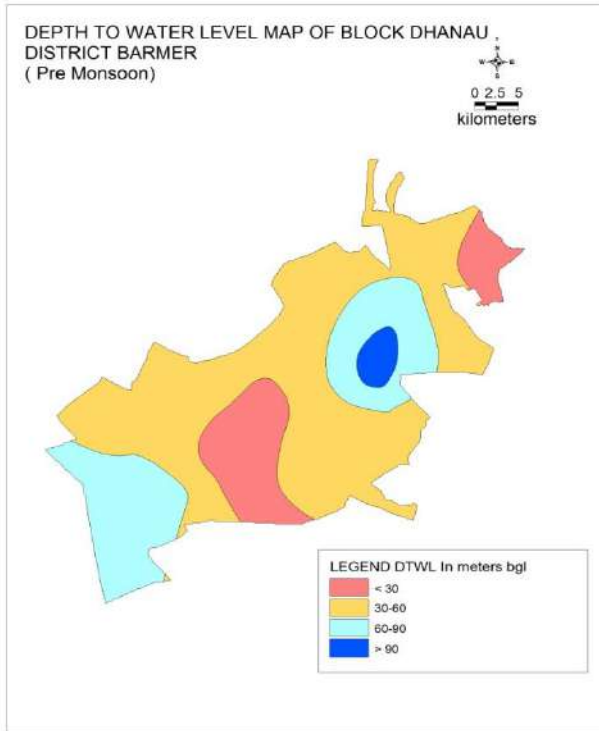 DEPTH TO WATER LEVEL MAP OF BLOCK DHANAU
DISTRICT BARMER
( Pre Monsoon)
N
W E
S
0 2.5 5
kilometers
LEGEND DTWL In meters bgl
< 30
30-60
60-90
> 90